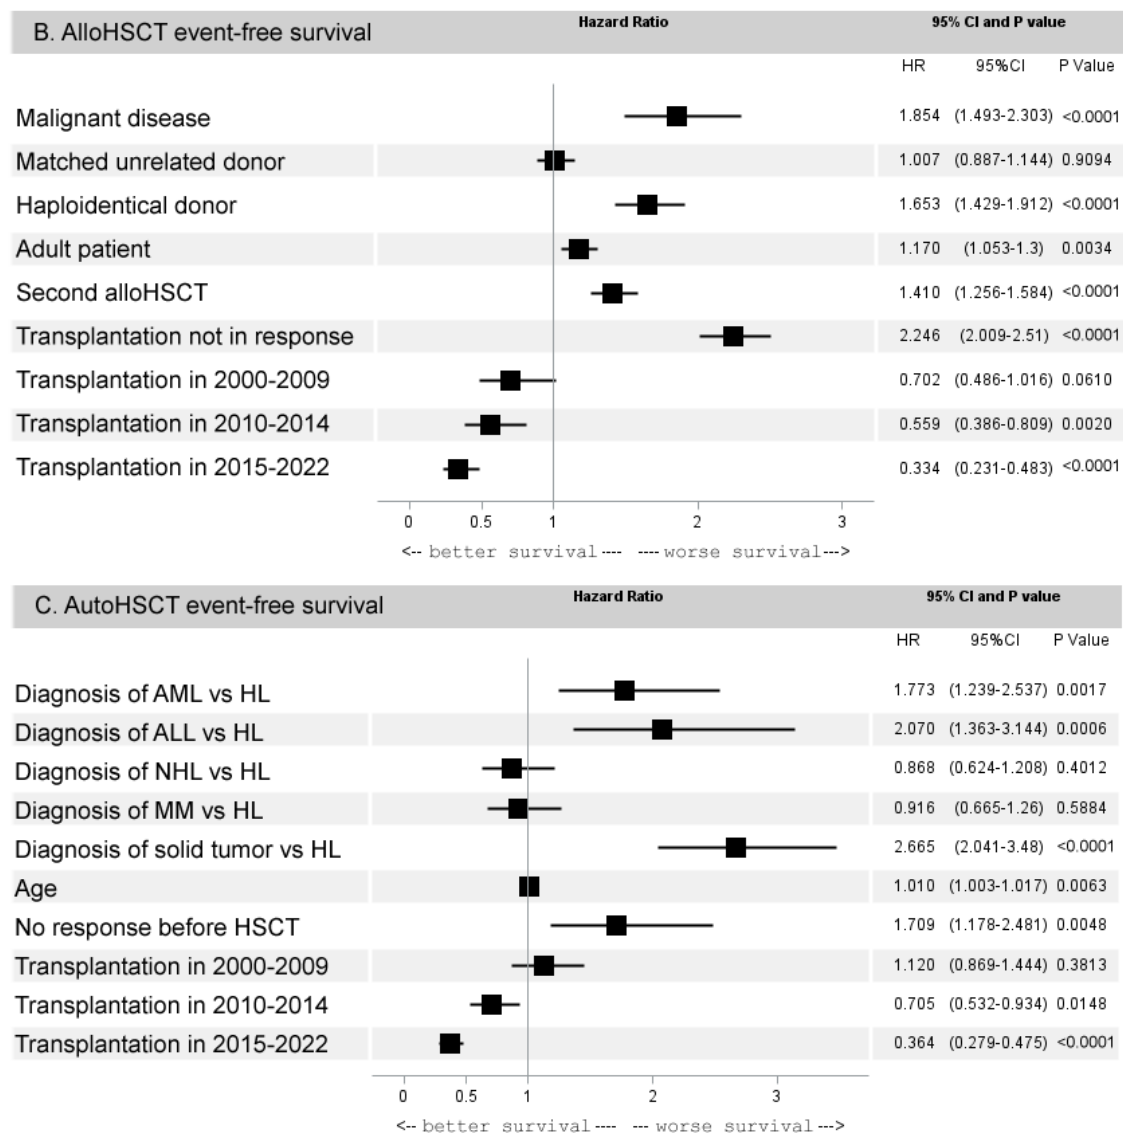 B. AlloHSCT event-free survival Hazard Ratio 95% CI and P value
HR 95%CI P Value
Malignant disease 1.854 (1.493-2.303) <0.0001
Matched unrelated donor 1.007 (0.887-1.144) 0.9094
Haploidentical donor 1.653 (1.429-1.912) <0.0001
Adult patient 1.170 (1.053-1.3) 0.0034
Second alloHSCT 1.410 (1.256-1.584) <0.0001
Transplantation not in response 2.246 (2.009-2.51) <0.0001
Transplantation in 2000-2009 0.702 (0.486-1.016) 0.0610
Transplantation in 2010-2014 0.559 (0.386-0.809) 0.0020
Transplantation in 2015-2022 0.334 (0.231-0.483) <0.0001
0 0.5 1 2 3
<-- better survival ---- ---- worse survival--->
C. AutoHSCT event-free survival Hazard Ratio 95% CI and P value
HR 95%CI P Value
Diagnosis of AML vs HL 1.773 (1.239-2.537) 0.0017
Diagnosis of ALL vs HL 2.070 (1.363-3.144) 0.0006
Diagnosis of NHL vs HL 0.868 (0.624-1.208) 0.4012
Diagnosis of MM vs HL 0.916 (0.665-1.26) 0.5884
Diagnosis of solid tumor vs HL 2.665 (2.041-3.48) <0.0001
Age 1.010 (1.003-1.017) 0.0063
No response before HSCT 1.709 (1.178-2.481) 0.0048
Transplantation in 2000-2009 1.120 (0.869-1.444) 0.3813
Transplantation in 2010-2014 0.705 (0.532-0.934) 0.0148
Transplantation in 2015-2022 0.364 (0.279-0.475) <0.0001
0 0.5 1 2 3
<-- better survival ---- --- worse survival--->